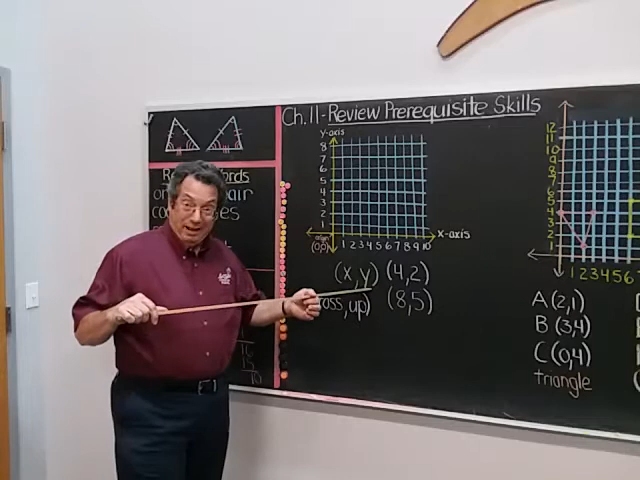 Ch. 11 - Review Prerequisite Skills
y-axis
8
7
6
5
4
3
2
1
origin
(0,0)
1 2 3 4 5 6 7 8 9 10
x-axis
(x,y) (4,2)
up) (8,5)
12
11
10
9
8
7
6
5
4
3
2
1
1 2 3 4 5 6
A (2,1)
B (3,4)
C (0,4)
triangle